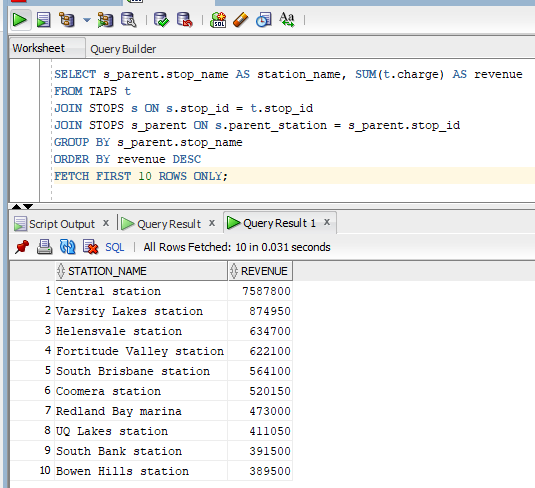 SQL
Aa
Worksheet Query Builder
SELECT s_parent.stop_name AS station_name, SUM(t.charge) AS revenue
FROM TAPS t
JOIN STOPS s ON s.stop_id = t.stop_id
JOIN STOPS s_parent ON s.parent_station = s_parent.stop_id
GROUP BY s_parent.stop_name
ORDER BY revenue DESC
FETCH FIRST 10 ROWS ONLY;
Script Output x Query Result x Query Result 1 x
SQL | All Rows Fetched: 10 in 0.031 seconds
STATION_NAME REVENUE
1 Central station 7587800
2 Varsity Lakes station 874950
3 Helensvale station 634700
4 Fortitude Valley station 622100
5 South Brisbane station 564100
6 Coomera station 520150
7 Redland Bay marina 473000
8 UQ Lakes station 411050
9 South Bank station 391500
10 Bowen Hills station 389500